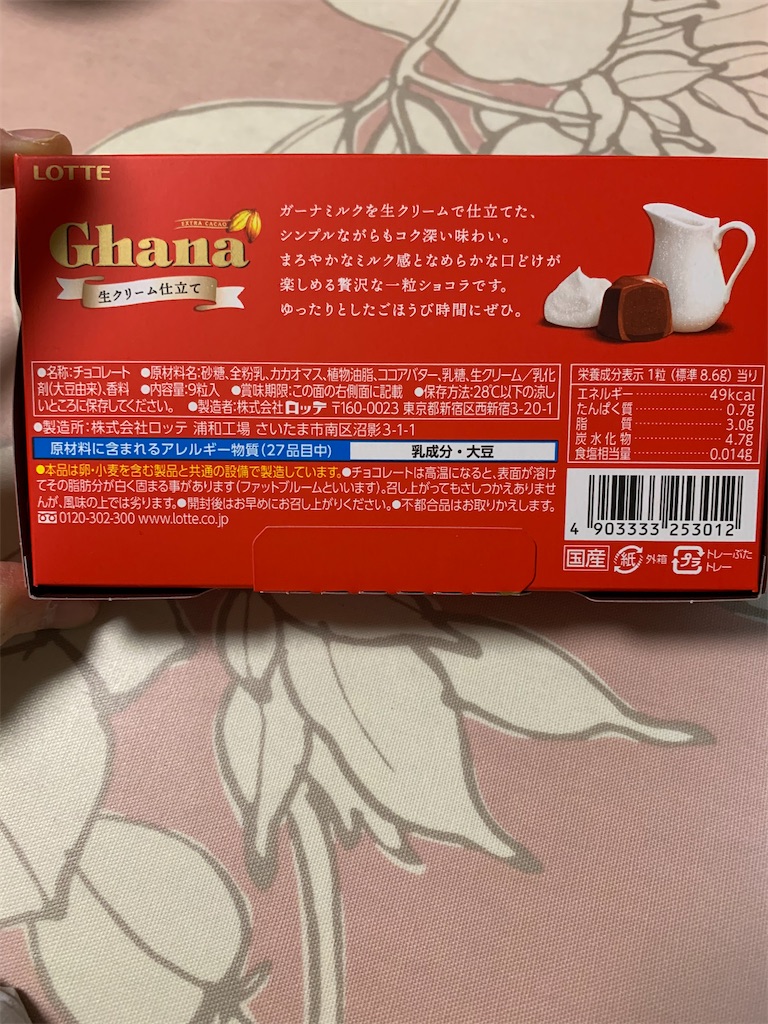 LOTTE
EXTRA CACAO
Ghana
生クリーム仕立て
ガーナミルクを生クリームで仕立てた、
シンプルながらもコク深い味わい。
まろやかなミルク感となめらかな口どけが
楽しめる贅沢な一粒ショコラです。
ゆったりとしたごほうび時間にぜひ。
●名称:チョコレート ●原材料名:砂糖、全粉乳、カカオマス、植物油脂、ココアバター、乳糖、生クリーム/乳化
剤(大豆由来)、香料 ●内容量:9粒入 ●賞味期限:この面の右側面に記載 ●保存方法:28℃以下の涼し
いところに保存してください。 ●製造者:株式会社ロッテ 〒160-0023 東京都新宿区西新宿3-20-1
●製造所:株式会社ロッテ 浦和工場 さいたま市南区沼影3-1-1
原材料に含まれるアレルギー物質(27品目中) 乳成分・大豆
●本品は卵・小麦を含む製品と共通の設備で製造しています。●チョコレートは高温になると、表面が溶け
てその脂肪分が白く固まる事があります(ファットブルームといいます)。召し上がってもさしつかえありませ
んが、風味の上では劣ります。●開封後はお早めにお召し上がりください。●不都合品はお取りかえします。
0120-302-300 www.lotte.co.jp
栄養成分表示 1粒(標準8.6g)当り
エネルギー 49kcal
たんぱく質 0.7g
脂質 3.0g
炭水化物 4.7g
食塩相当量 0.014g
4 903333 253012
国産 紙 外箱 プラ トレーぶた
トレー